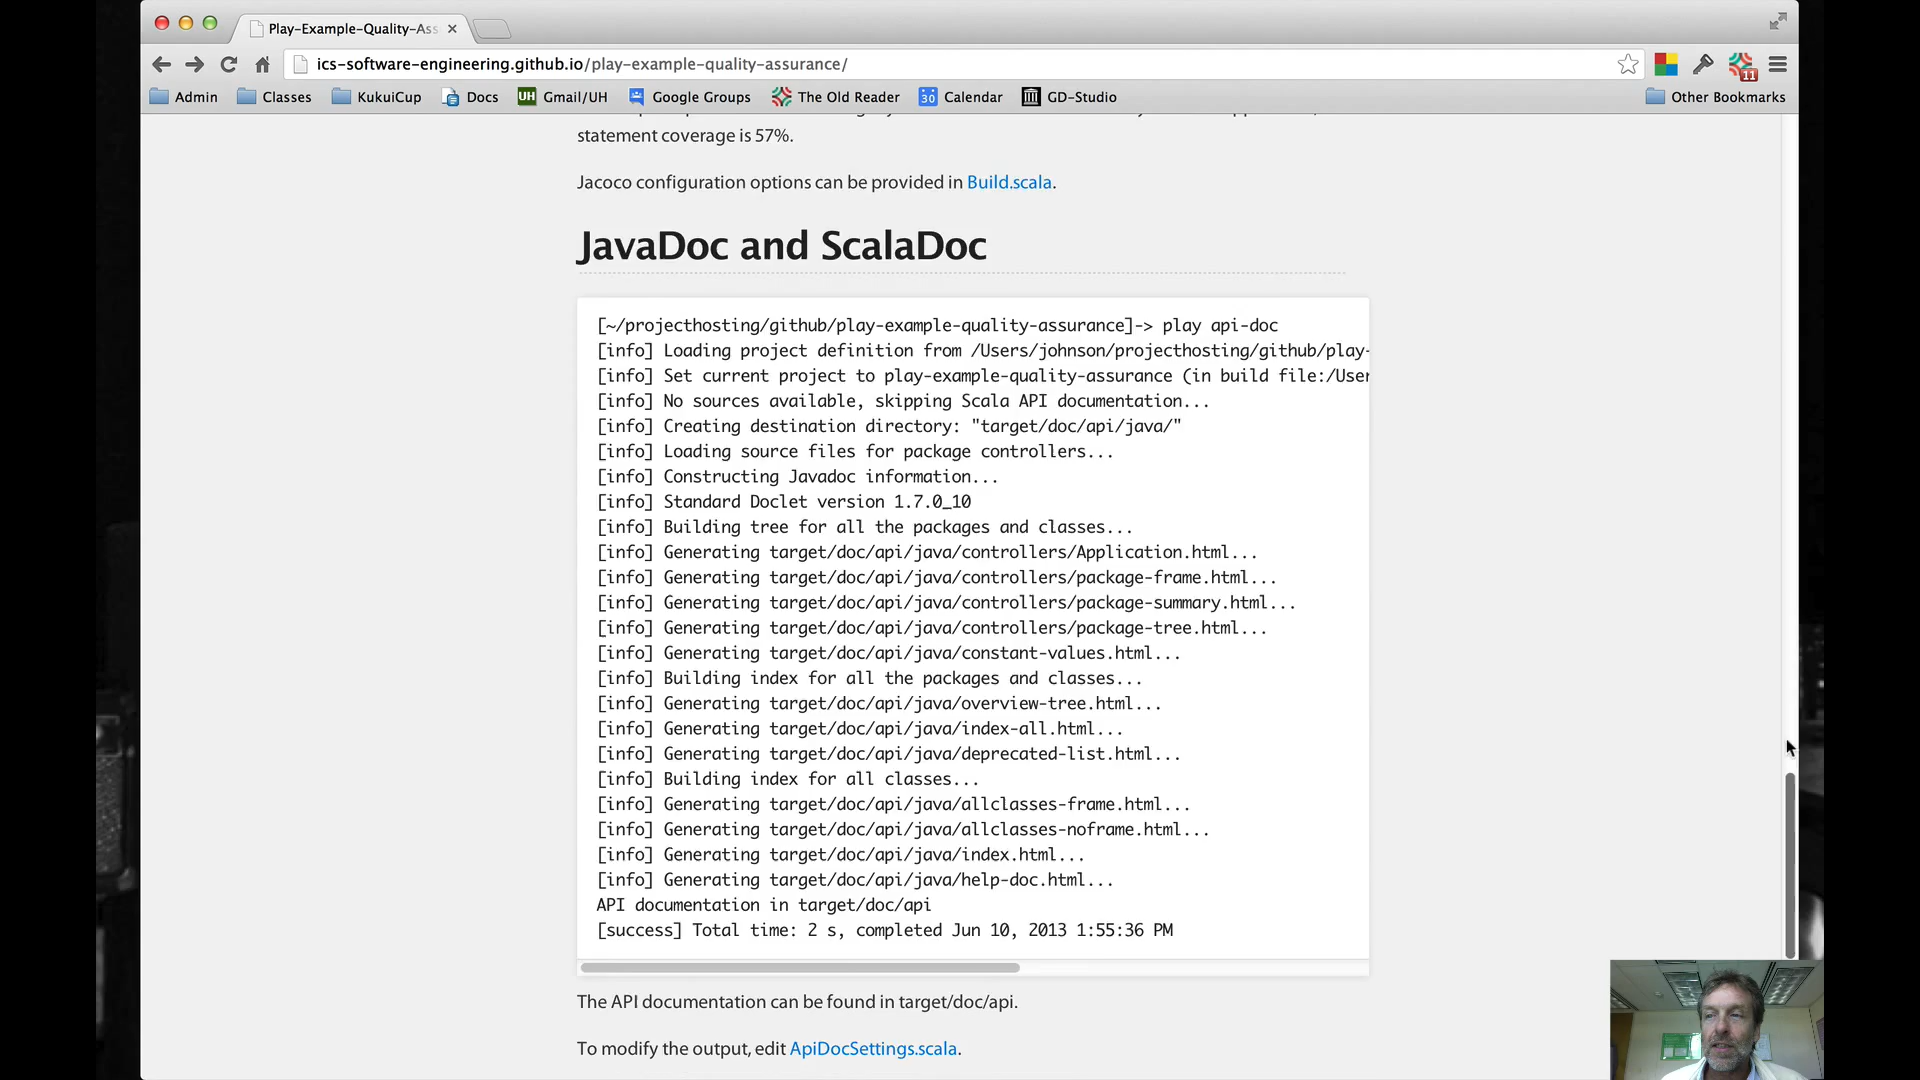 Play-Example-Quality-Ass
ics-software-engineering.github.io/play-example-quality-assurance/
11
Admin Classes KukuiCup Docs UH Gmail/UH Google Groups The Old Reader 30 Calendar GD-Studio Other Bookmarks
statement coverage is 57%.
Jacoco configuration options can be provided in Build.scala.
JavaDoc and ScalaDoc
[~/projecthosting/github/play-example-quality-assurance]-> play api-doc
[info] Loading project definition from /Users/johnson/projecthosting/github/play-
[info] Set current project to play-example-quality-assurance (in build file:/User
[info] No sources available, skipping Scala API documentation...
[info] Creating destination directory: "target/doc/api/java/"
[info] Loading source files for package controllers...
[info] Constructing Javadoc information...
[info] Standard Doclet version 1.7.0_10
[info] Building tree for all the packages and classes...
[info] Generating target/doc/api/java/controllers/Application.html...
[info] Generating target/doc/api/java/controllers/package-frame.html...
[info] Generating target/doc/api/java/controllers/package-summary.html...
[info] Generating target/doc/api/java/controllers/package-tree.html...
[info] Generating target/doc/api/java/constant-values.html...
[info] Building index for all the packages and classes...
[info] Generating target/doc/api/java/overview-tree.html...
[info] Generating target/doc/api/java/index-all.html...
[info] Generating target/doc/api/java/deprecated-list.html...
[info] Building index for all classes...
[info] Generating target/doc/api/java/allclasses-frame.html...
[info] Generating target/doc/api/java/allclasses-noframe.html...
[info] Generating target/doc/api/java/index.html...
[info] Generating target/doc/api/java/help-doc.html...
API documentation in target/doc/api
[success] Total time: 2 s, completed Jun 10, 2013 1:55:36 PM
The API documentation can be found in target/doc/api.
To modify the output, edit ApiDocSettings.scala.